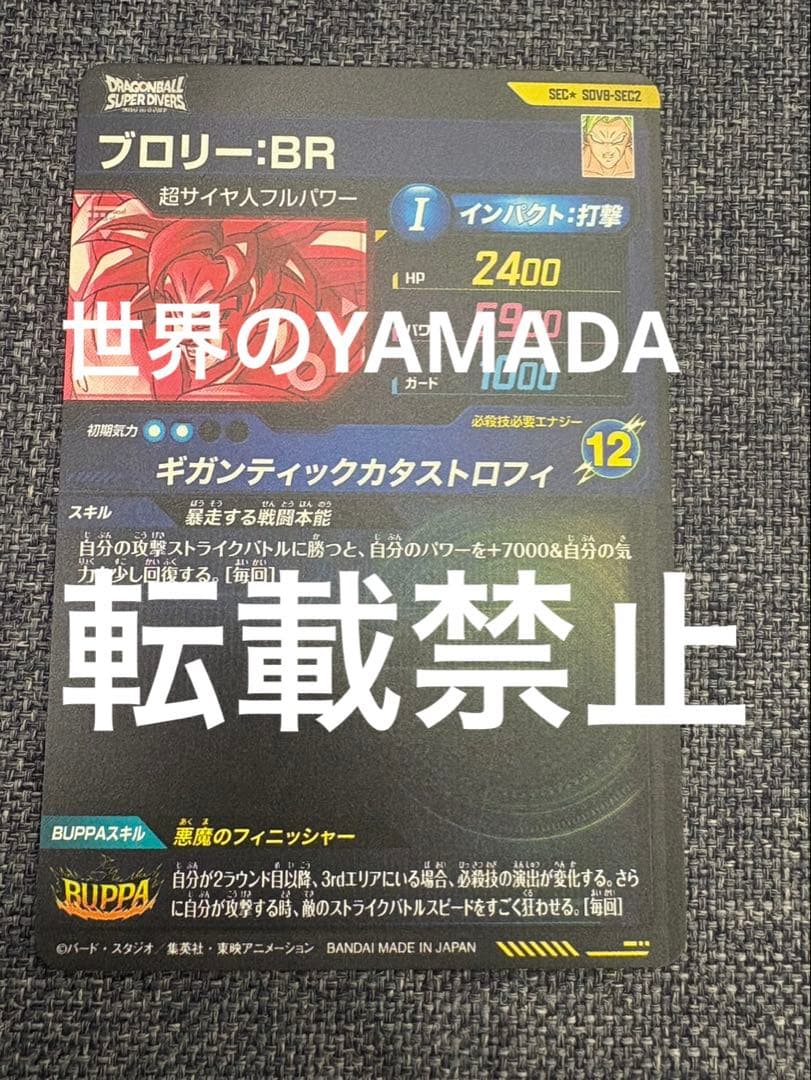 DRAGONBALL
SUPER DIVERS
SEC★ SDV8-SEC2
ブロリー:BR
超サイヤ人フルパワー
I インパクト:打撃
HP 2400
世界のYAMADA
ガード 1000
初期気力
必殺技必要エナジー
12
ギガンティックカタストロフィ
スキル 暴走する戦闘本能
自分の攻撃ストライクバトルに勝つと、自分のパワーを+7000&自分の気
力を少し回復する。[毎回]
転載禁止
BUPPAスキル 悪魔のフィニッシャー
BUPPA
自分が2ラウンド目以降、3rdエリアにいる場合、必殺技の演出が変化する。さら
に自分が攻撃する時、敵のストライクバトルスピードをすごく狂わせる。[毎回]
©バード・スタジオ/集英社・東映アニメーション BANDAI MADE IN JAPAN